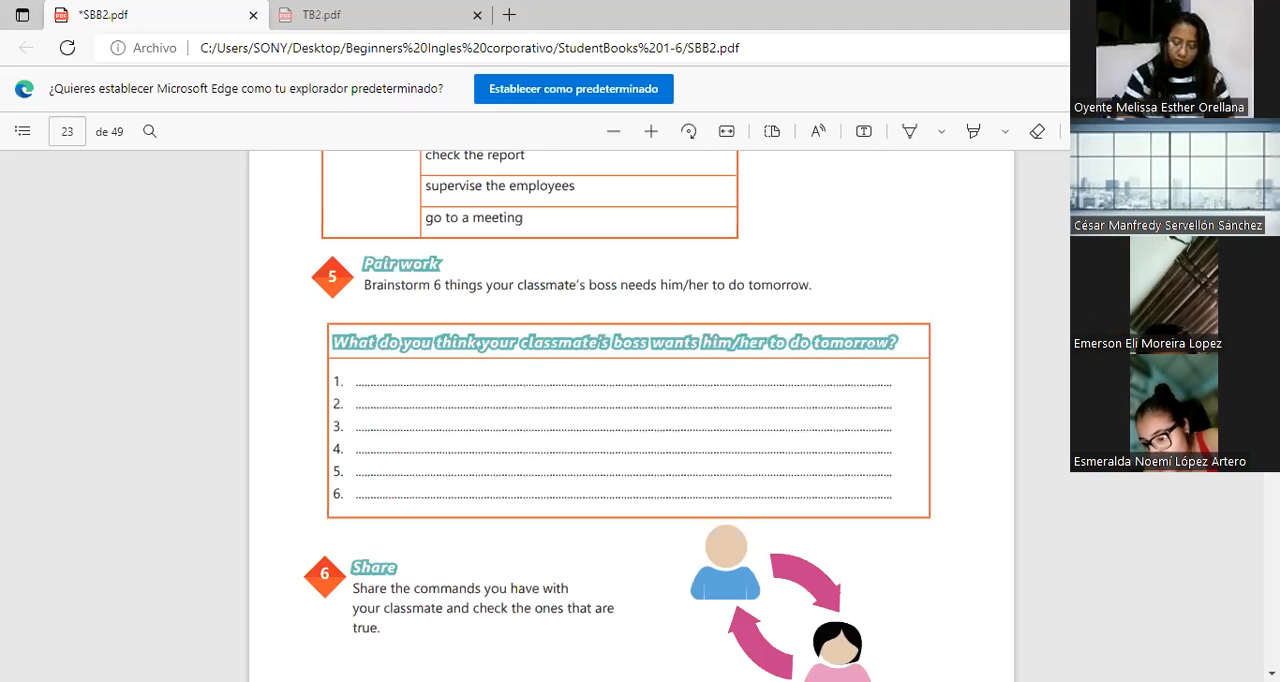 *SBB2.pdf
TB2.pdf
Archivo
C:/Users/SONY/Desktop/Beginners%20Ingles%20corporativo/StudentBooks%201-6/SBB2.pdf
¿Quieres establecer Microsoft Edge como tu explorador predeterminado?
Establecer como predeterminado
23 de 49
check the report
supervise the employees
go to a meeting
5
Pair work
Brainstorm 6 things your classmate's boss needs him/her to do tomorrow.
What do you think your classmate's boss wants him/her to do tomorrow?
1.
2.
3.
4.
5.
6.
6
Share
Share the commands you have with
your classmate and check the ones that are
true.
Oyente Melissa Esther Orellana
César Manfredy Servellón Sánchez
Emerson Eli Moreira Lopez
Esmeralda Noemí López Artero